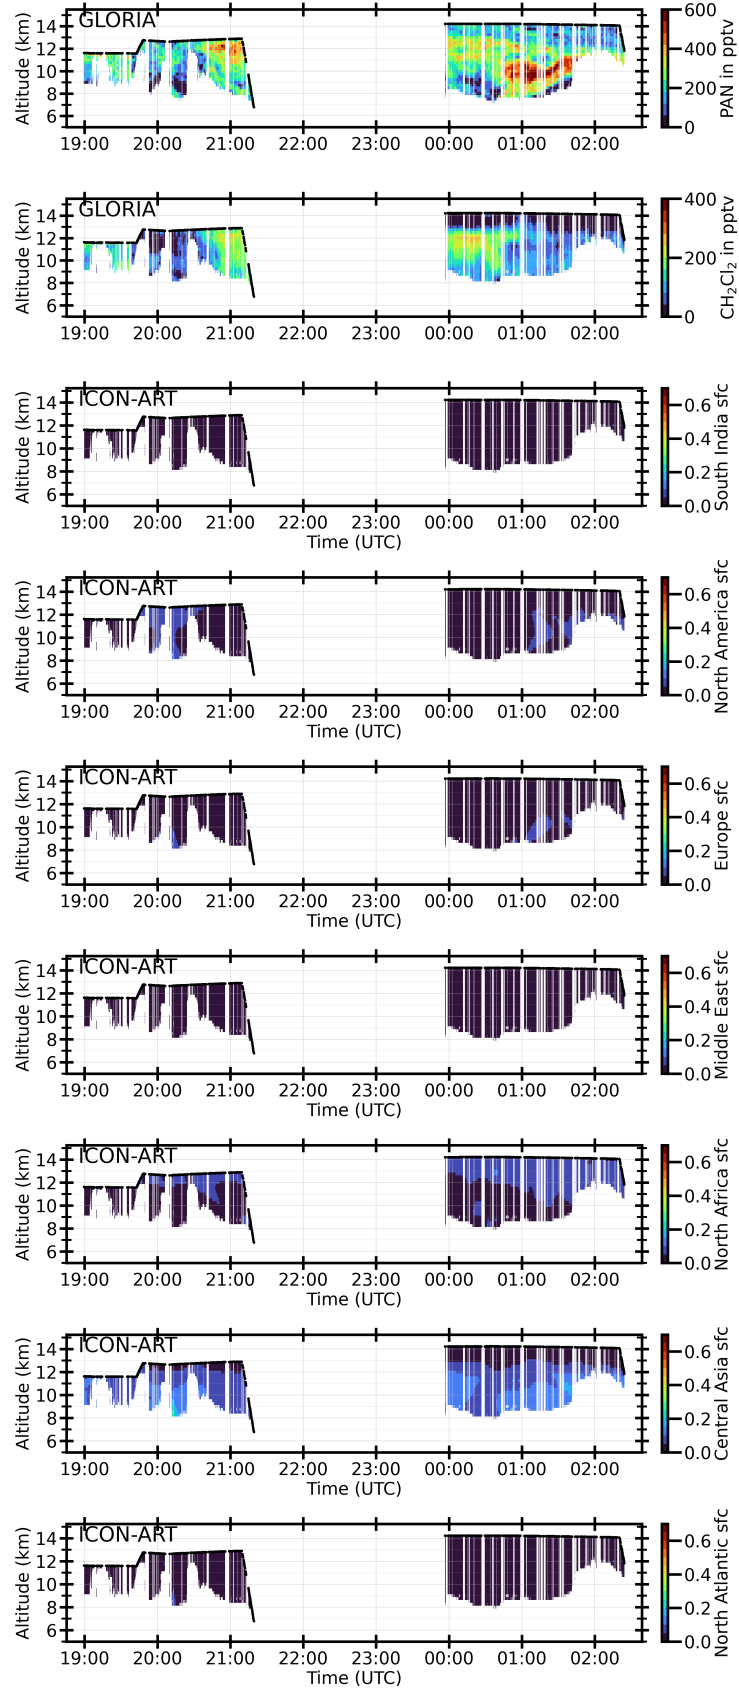 GLORIA
Altitude (km)
14
12
10
8
6
19:00 20:00 21:00 22:00 23:00 00:00 01:00 02:00
600
400
200
0
PAN in pptv
GLORIA
Altitude (km)
14
12
10
8
6
19:00 20:00 21:00 22:00 23:00 00:00 01:00 02:00
400
200
0
CH₂Cl₂ in pptv
ICON-ART
Altitude (km)
14
12
10
8
6
19:00 20:00 21:00 22:00 23:00 00:00 01:00 02:00
Time (UTC)
0.6
0.4
0.2
0.0
South India sfc
ICON-ART
Altitude (km)
14
12
10
8
6
19:00 20:00 21:00 22:00 23:00 00:00 01:00 02:00
Time (UTC)
0.6
0.4
0.2
0.0
North America sfc
ICON-ART
Altitude (km)
14
12
10
8
6
19:00 20:00 21:00 22:00 23:00 00:00 01:00 02:00
Time (UTC)
0.6
0.4
0.2
0.0
Europe sfc
ICON-ART
Altitude (km)
14
12
10
8
6
19:00 20:00 21:00 22:00 23:00 00:00 01:00 02:00
Time (UTC)
0.6
0.4
0.2
0.0
Middle East sfc
ICON-ART
Altitude (km)
14
12
10
8
6
19:00 20:00 21:00 22:00 23:00 00:00 01:00 02:00
Time (UTC)
0.6
0.4
0.2
0.0
North Africa sfc
ICON-ART
Altitude (km)
14
12
10
8
6
19:00 20:00 21:00 22:00 23:00 00:00 01:00 02:00
Time (UTC)
0.6
0.4
0.2
0.0
Central Asia sfc
ICON-ART
Altitude (km)
14
12
10
8
6
19:00 20:00 21:00 22:00 23:00 00:00 01:00 02:00
Time (UTC)
0.6
0.4
0.2
0.0
North Atlantic sfc